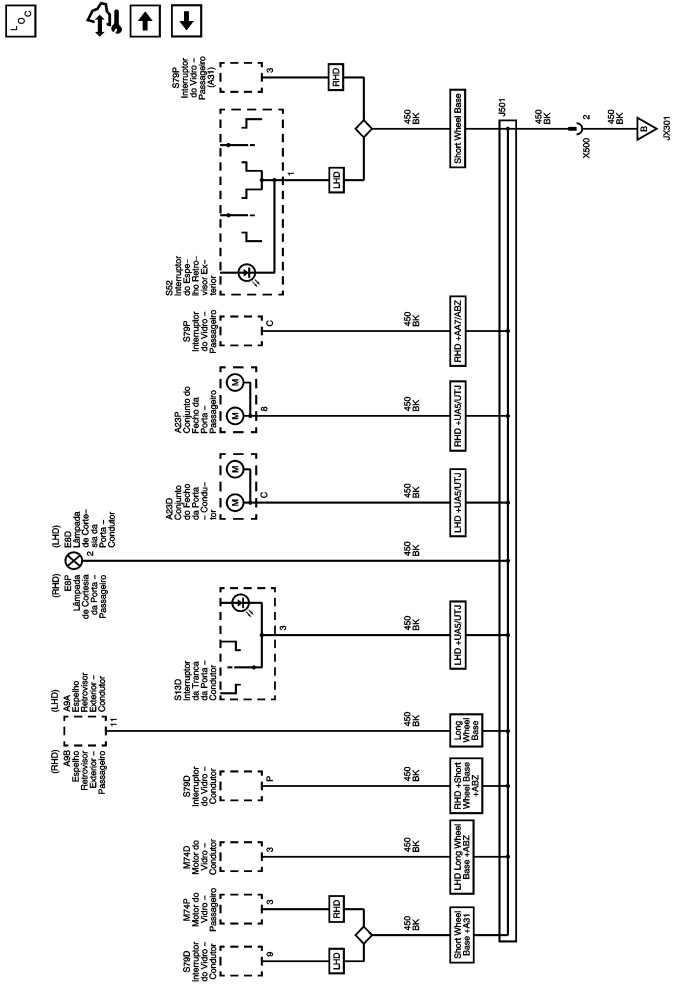 LOC
S79P
Interruptor
do Vidro –
Passageiro
(A31)
3
RHD
S52
Interruptor
do Espe–
lho Retro–
visor Ex–
terior
1
LHD
450
BK
Short Wheel Base
J501
450
BK
2
X500
450
BK
B
JX301
S79P
Interruptor
do Vidro –
Passageiro
C
450
BK
RHD +AA7/ABZ
A23P
Conjunto do
Fecho da
Porta –
Passageiro
M
M
8
450
BK
RHD +UA5/UTJ
A23D
Conjunto
do Fecho
da Porta
– Condu–
tor
M
M
C
450
BK
LHD +UA5/UTJ
(LHD)
E8D
Lâmpada
de Corte–
sia da
Porta –
Condutor
(RHD)
E8P
Lâmpada
de Cortesia
da Porta –
Passageiro
2
450
BK
S13D
Interruptor
da Tranca
da Porta –
Condutor
3
450
BK
LHD +UA5/UTJ
(LHD)
A9A
Espelho
Retrovisor
Exterior –
Condutor
(RHD)
A9B
Espelho
Retrovisor
Exterior –
Passageiro
11
450
BK
Long
Wheel
Base
S79D
Interruptor
do Vidro –
Condutor
P
450
BK
RHD +Short
Wheel Base
+ABZ
M74D
Motor do
Vidro –
Condutor
3
450
BK
LHD Long Wheel
Base +ABZ
M74P
Motor do
Vidro –
Passageiro
3
RHD
S79D
Interruptor
do Vidro –
Condutor
9
LHD
450
BK
Short Wheel
Base +A31